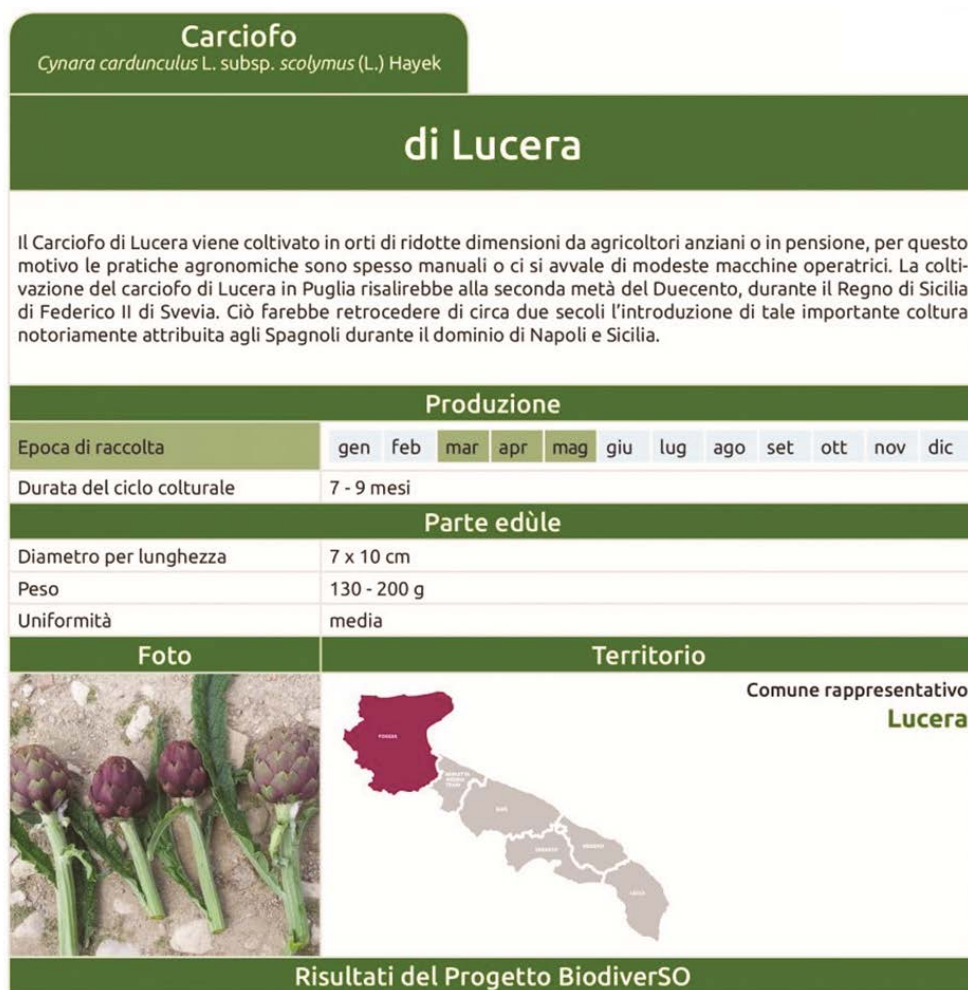 Carciofo
Cynara cardunculus L. subsp. scolymus (L.) Hayek
di Lucera
Il Carciofo di Lucera viene coltivato in orti di ridotte dimensioni da agricoltori anziani o in pensione, per questo
motivo le pratiche agronomiche sono spesso manuali o ci si avvale di modeste macchine operatrici. La colti-
vazione del carciofo di Lucera in Puglia risalirebbe alla seconda metà del Duecento, durante il Regno di Sicilia
di Federico II di Svevia. Ciò farebbe retrocedere di circa due secoli l'introduzione di tale importante coltura
notoriamente attribuita agli Spagnoli durante il dominio di Napoli e Sicilia.
Produzione
Epoca di raccolta gen feb mar apr mag giu lug ago set ott nov dic
Durata del ciclo colturale 7 - 9 mesi
Parte edùle
Diametro per lunghezza 7 x 10 cm
Peso 130 - 200 g
Uniformità media
Foto Territorio
Comune rappresentativo
Lucera
FOGGIA
BARI
LECCE
Risultati del Progetto BiodiverSO